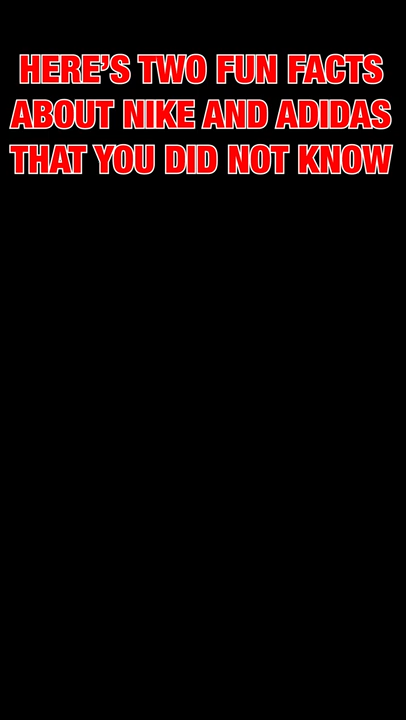 HERE’S TWO FUN FACTS
ABOUT NIKE AND ADIDAS
THAT YOU DID NOT KNOW